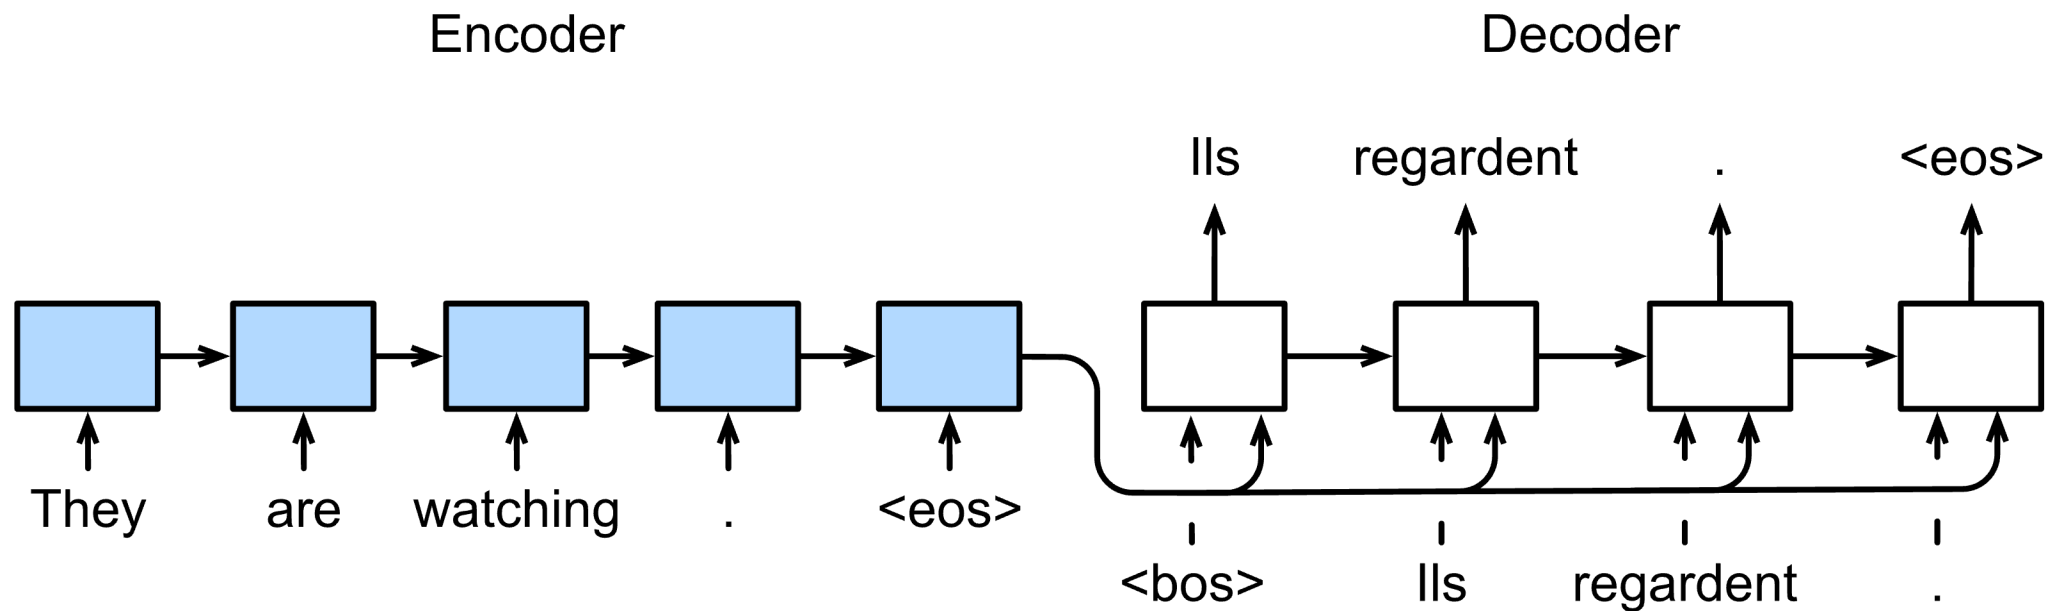 Encoder Decoder
Ils regardent . <eos>
They are watching . <eos>
<bos> Ils regardent .